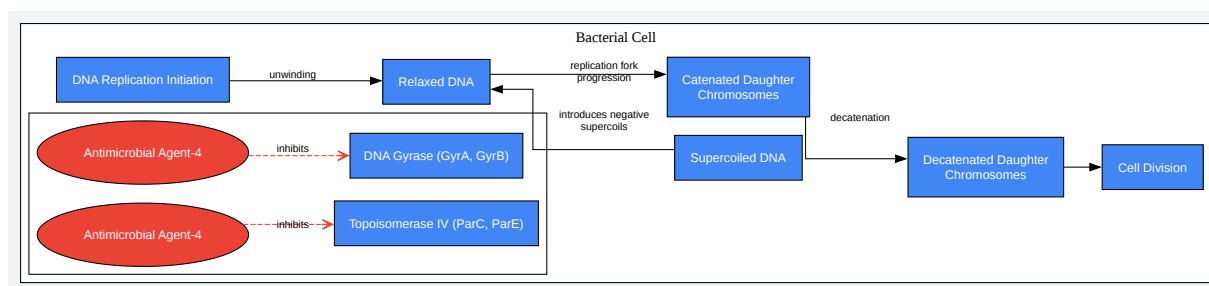 Bacterial Cell
DNA Replication Initiation
unwinding
Relaxed DNA
replication fork
progression
Catenated Daughter
Chromosomes
introduces negative
supercoils
decatenation
Antimicrobial Agent-4
inhibits
DNA Gyrase (GyrA, GyrB)
Supercoiled DNA
Decatenated Daughter
Chromosomes
Cell Division
Antimicrobial Agent-4
inhibits
Topoisomerase IV (ParC, ParE)